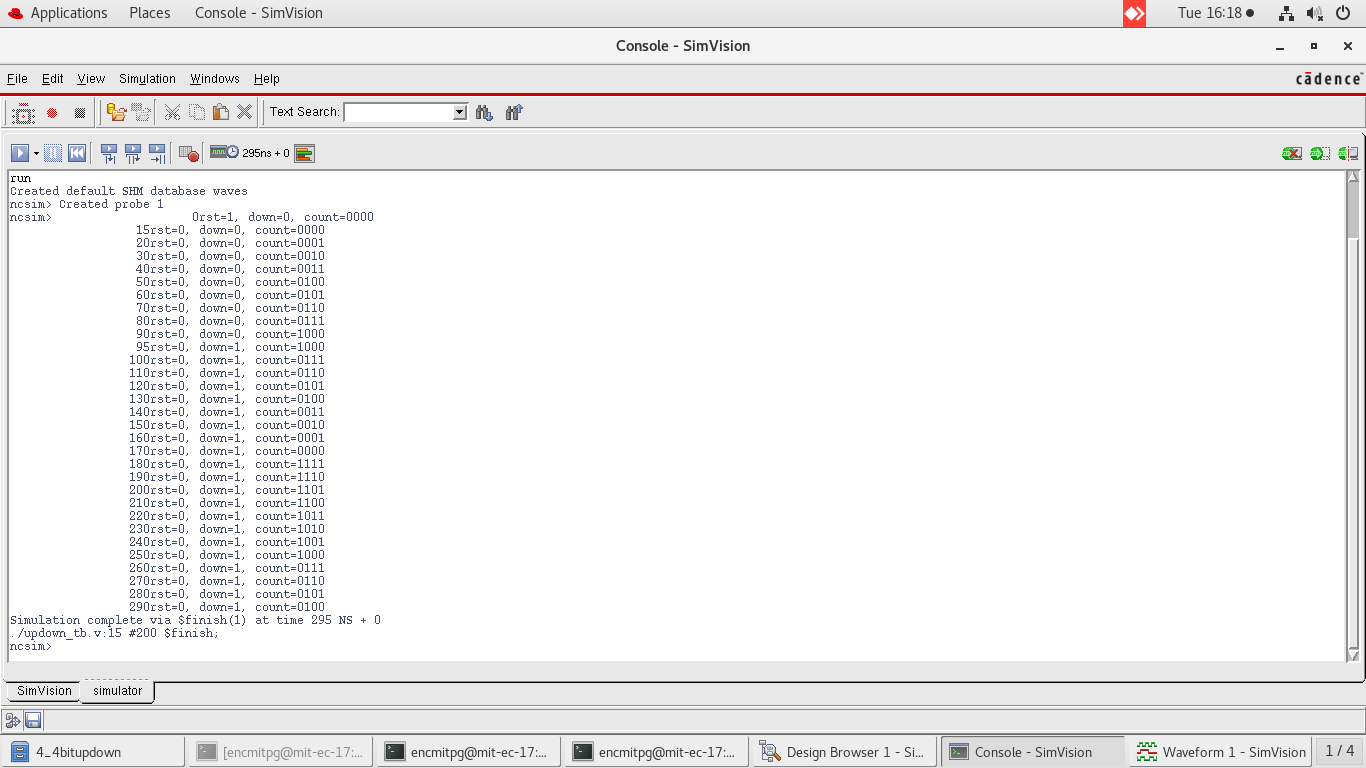 Applications Places Console - SimVision Tue 16:18
Console - SimVision
File Edit View Simulation Windows Help cādence
Text Search:
295ns + 0
run
Created default SHM database waves
ncsim> Created probe 1
ncsim> 0rst=1, down=0, count=0000
15rst=0, down=0, count=0000
20rst=0, down=0, count=0001
30rst=0, down=0, count=0010
40rst=0, down=0, count=0011
50rst=0, down=0, count=0100
60rst=0, down=0, count=0101
70rst=0, down=0, count=0110
80rst=0, down=0, count=0111
90rst=0, down=0, count=1000
95rst=0, down=1, count=1000
100rst=0, down=1, count=0111
110rst=0, down=1, count=0110
120rst=0, down=1, count=0101
130rst=0, down=1, count=0100
140rst=0, down=1, count=0011
150rst=0, down=1, count=0010
160rst=0, down=1, count=0001
170rst=0, down=1, count=0000
180rst=0, down=1, count=1111
190rst=0, down=1, count=1110
200rst=0, down=1, count=1101
210rst=0, down=1, count=1100
220rst=0, down=1, count=1011
230rst=0, down=1, count=1010
240rst=0, down=1, count=1001
250rst=0, down=1, count=1000
260rst=0, down=1, count=0111
270rst=0, down=1, count=0110
280rst=0, down=1, count=0101
290rst=0, down=1, count=0100
Simulation complete via $finish(1) at time 295 NS + 0
./updown_tb.v:15 #200 $finish;
ncsim>
SimVision simulator
4_4bitupdown [encmitpg@mit-ec-17:... encmitpg@mit-ec-17:... encmitpg@mit-ec-17:... Design Browser 1 - Si... Console - SimVision Waveform 1 - SimVision 1 / 4